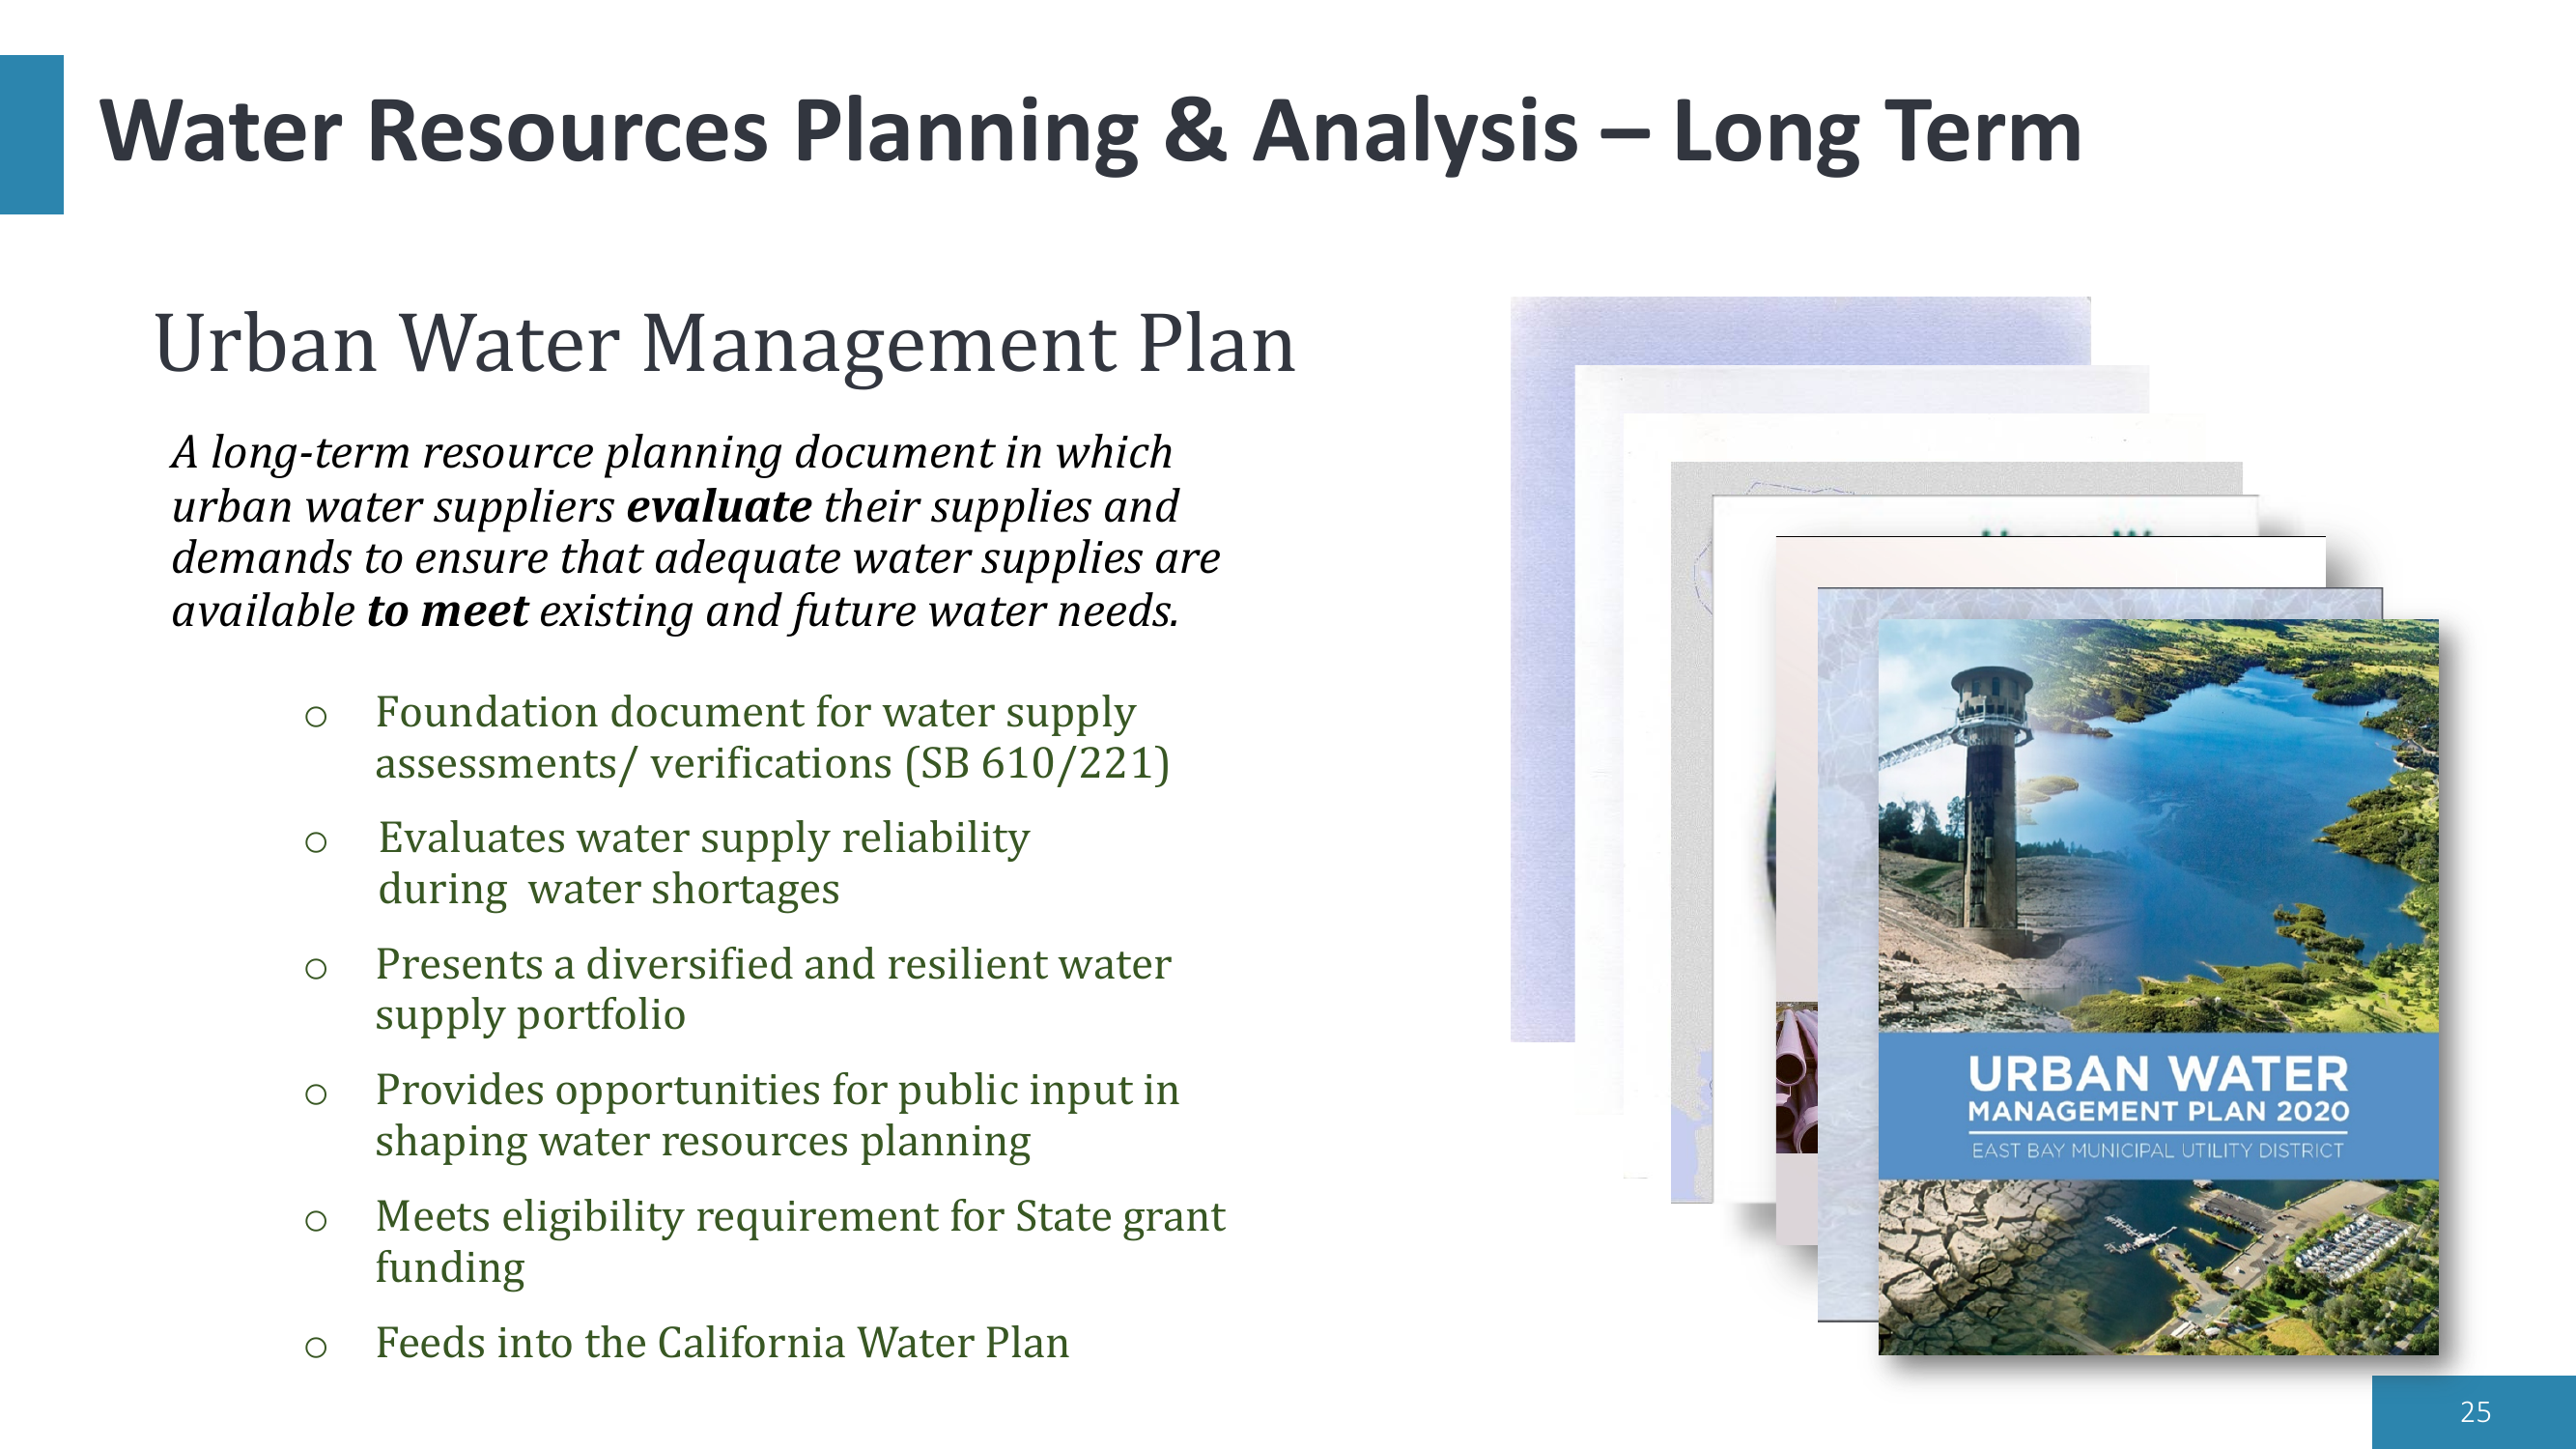 Water Resources Planning & Analysis – Long Term
Urban Water Management Plan
A long-term resource planning document in which
urban water suppliers evaluate their supplies and
demands to ensure that adequate water supplies are
available to meet existing and future water needs.
o Foundation document for water supply
assessments/ verifications (SB 610/221)
o Evaluates water supply reliability
during  water shortages
o Presents a diversified and resilient water
supply portfolio
o Provides opportunities for public input in
shaping water resources planning
o Meets eligibility requirement for State grant
funding
o Feeds into the California Water Plan
URBAN WATER
MANAGEMENT PLAN 2020
EAST BAY MUNICIPAL UTILITY DISTRICT
25